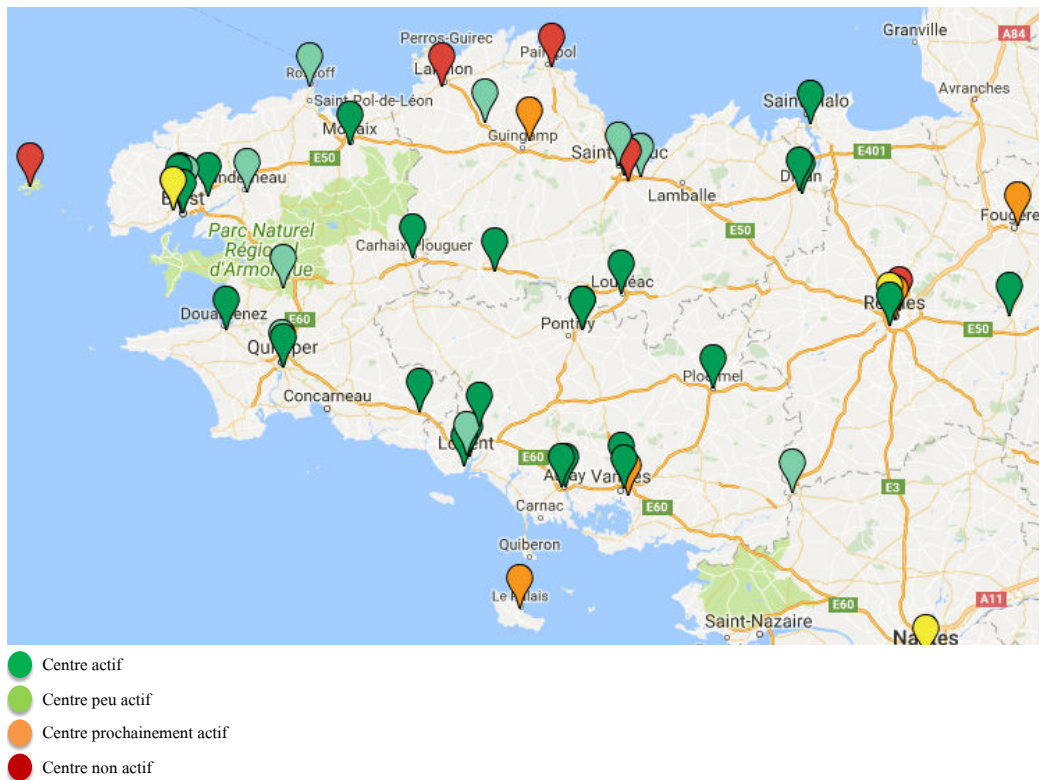 Granville
A84
Perros-Guirec
Paimpol
Lannion
Roscoff
Saint Pol-de-Léon
Avranches
Saint-Malo
Morlaix
Guingamp
E50
E401
Lamballe
Dinan
Brest
Fougères
Parc Naturel
Régional
d'Armorique
E50
Carhaix-Plouguer
Loudéac
Rennes
Douarnenez
E60
E50
Pontivy
Quimper
Ploërmel
Concarneau
Lorient
E60
Auray
Vannes
E3
E60
Carnac
Quiberon
Le Palais
E60
A11
Saint-Nazaire
Nantes
Centre actif
Centre peu actif
Centre prochainement actif
Centre non actif